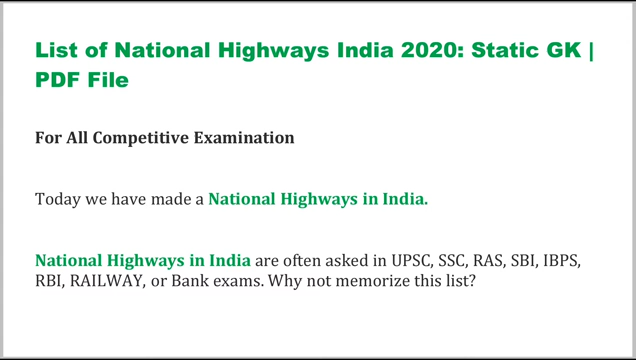 List of National Highways India 2020: Static GK |
PDF File
For All Competitive Examination
Today we have made a National Highways in India.
National Highways in India are often asked in UPSC, SSC, RAS, SBI, IBPS,
RBI, RAILWAY, or Bank exams. Why not memorize this list?